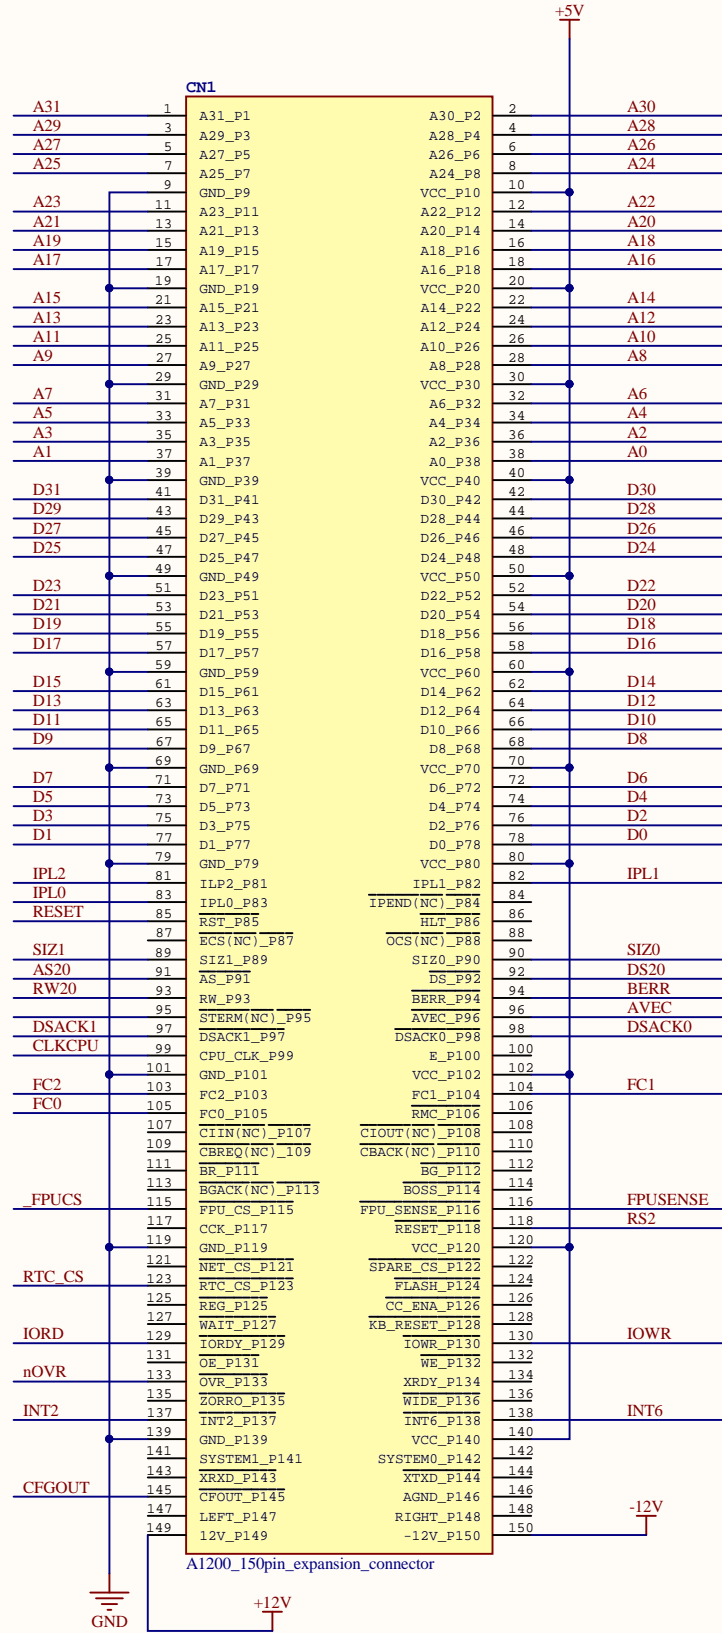 +5V
CN1
A31 1 A31_P1 A30_P2 2 A30
A29 3 A29_P3 A28_P4 4 A28
A27 5 A27_P5 A26_P6 6 A26
A25 7 A25_P7 A24_P8 8 A24
9 GND_P9 VCC_P10 10
A23 11 A23_P11 A22_P12 12 A22
A21 13 A21_P13 A20_P14 14 A20
A19 15 A19_P15 A18_P16 16 A18
A17 17 A17_P17 A16_P18 18 A16
19 GND_P19 VCC_P20 20
A15 21 A15_P21 A14_P22 22 A14
A13 23 A13_P23 A12_P24 24 A12
A11 25 A11_P25 A10_P26 26 A10
A9 27 A9_P27 A8_P28 28 A8
29 GND_P29 VCC_P30 30
A7 31 A7_P31 A6_P32 32 A6
A5 33 A5_P33 A4_P34 34 A4
A3 35 A3_P35 A2_P36 36 A2
A1 37 A1_P37 A0_P38 38 A0
39 GND_P39 VCC_P40 40
D31 41 D31_P41 D30_P42 42 D30
D29 43 D29_P43 D28_P44 44 D28
D27 45 D27_P45 D26_P46 46 D26
D25 47 D25_P47 D24_P48 48 D24
49 GND_P49 VCC_P50 50
D23 51 D23_P51 D22_P52 52 D22
D21 53 D21_P53 D20_P54 54 D20
D19 55 D19_P55 D18_P56 56 D18
D17 57 D17_P57 D16_P58 58 D16
59 GND_P59 VCC_P60 60
D15 61 D15_P61 D14_P62 62 D14
D13 63 D13_P63 D12_P64 64 D12
D11 65 D11_P65 D10_P66 66 D10
D9 67 D9_P67 D8_P68 68 D8
69 GND_P69 VCC_P70 70
D7 71 D7_P71 D6_P72 72 D6
D5 73 D5_P73 D4_P74 74 D4
D3 75 D3_P75 D2_P76 76 D2
D1 77 D1_P77 D0_P78 78 D0
79 GND_P79 VCC_P80 80
IPL2 81 ILP2_P81 IPL1_P82 82 IPL1
IPL0 83 IPL0_P83 IPEND(NC)_P84 84
RESET 85 RST_P85 HLT_P86 86
87 ECS(NC)_P87 OCS(NC)_P88 88
SIZ1 89 SIZ1_P89 SIZ0_P90 90 SIZ0
AS20 91 AS_P91 DS_P92 92 DS20
RW20 93 RW_P93 BERR_P94 94 BERR
95 STERM(NC)_P95 AVEC_P96 96 AVEC
DSACK1 97 DSACK1_P97 DSACK0_P98 98 DSACK0
CLKCPU 99 CPU_CLK_P99 E_P100 100
101 GND_P101 VCC_P102 102
FC2 103 FC2_P103 FC1_P104 104 FC1
FC0 105 FC0_P105 RMC_P106 106
107 CIIN(NC)_P107 CIOUT(NC)_P108 108
109 CBREQ(NC)_109 CBACK(NC)_P110 110
111 BR_P111 BG_P112 112
113 BGACK(NC)_P113 BOSS_P114 114
_FPUCS 115 FPU_CS_P115 FPU_SENSE_P116 116 FPUSENSE
117 CCK_P117 RESET_P118 118 RS2
119 GND_P119 VCC_P120 120
121 NET_CS_P121 SPARE_CS_P122 122
RTC_CS 123 RTC_CS_P123 FLASH_P124 124
125 REG_P125 CC_ENA_P126 126
127 WAIT_P127 KB_RESET_P128 128
IORD 129 IORDY_P129 IOWR_P130 130 IOWR
131 OE_P131 WE_P132 132
nOVR 133 OVR_P133 XRDY_P134 134
135 ZORRO_P135 WIDE_P136 136
INT2 137 INT2_P137 INT6_P138 138 INT6
139 GND_P139 VCC_P140 140
141 SYSTEM1_P141 SYSTEM0_P142 142
143 XRXD_P143 XTXD_P144 144
CFGOUT 145 CFOUT_P145 AGND_P146 146
147 LEFT_P147 RIGHT_P148 148
149 12V_P149 -12V_P150 150 -12V
A1200_150pin_expansion_connector
GND +12V